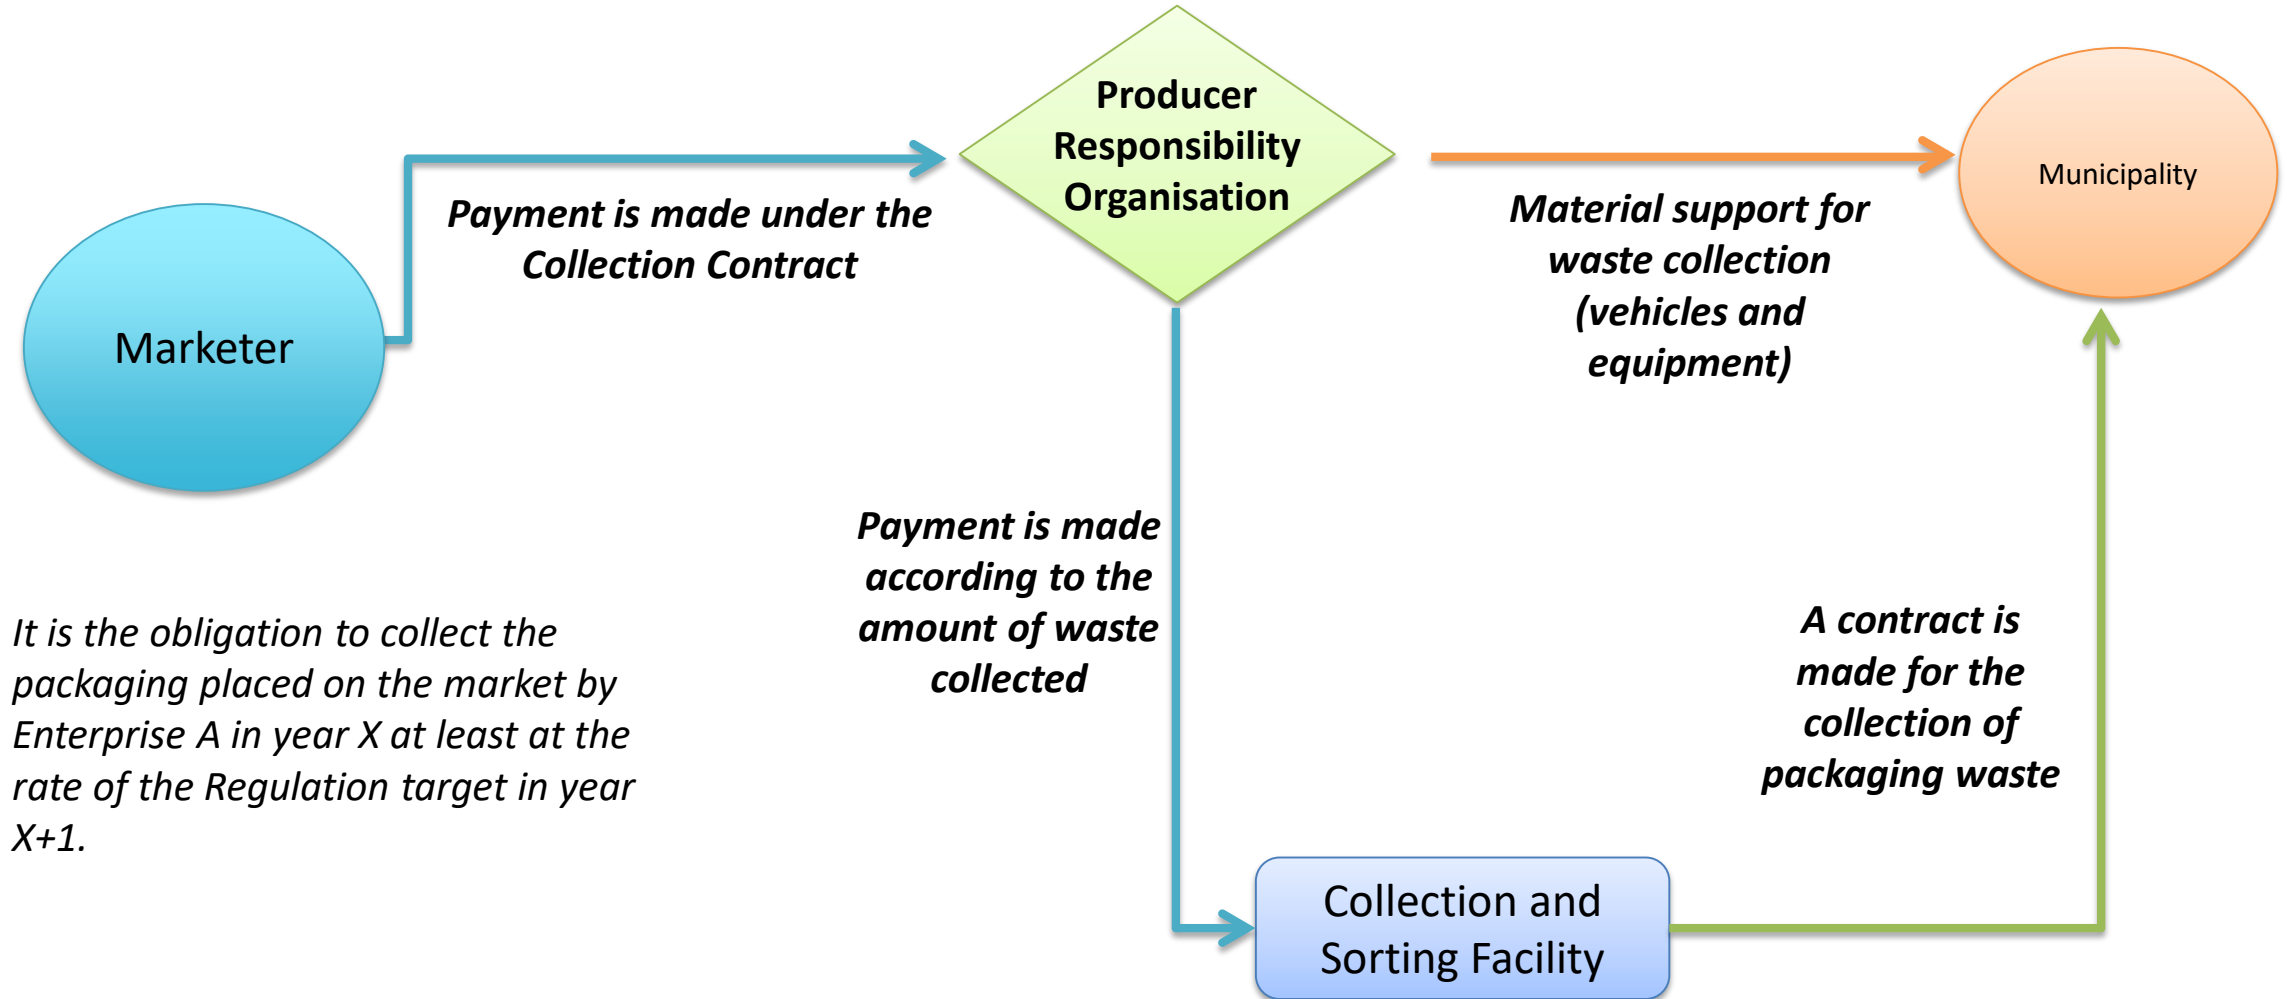 Producer
Responsibility
Organisation
Municipality
Payment is made under the
Collection Contract
Material support for
waste collection
(vehicles and
equipment)
Marketer
Payment is made
according to the
amount of waste
collected
It is the obligation to collect the
packaging placed on the market by
Enterprise A in year X at least at the
rate of the Regulation target in year
X+1.
A contract is
made for the
collection of
packaging waste
Collection and
Sorting Facility